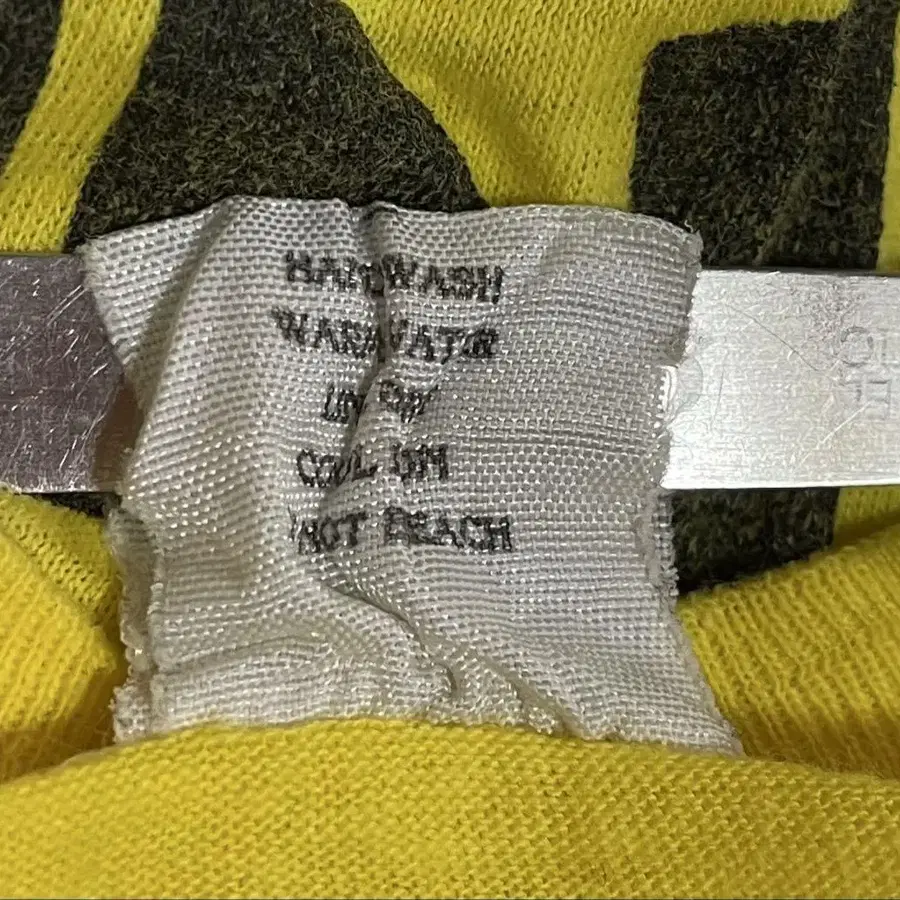 HAND WASH
WARM WATER
LINE DRY
COOL IRON
NOT BLEACH